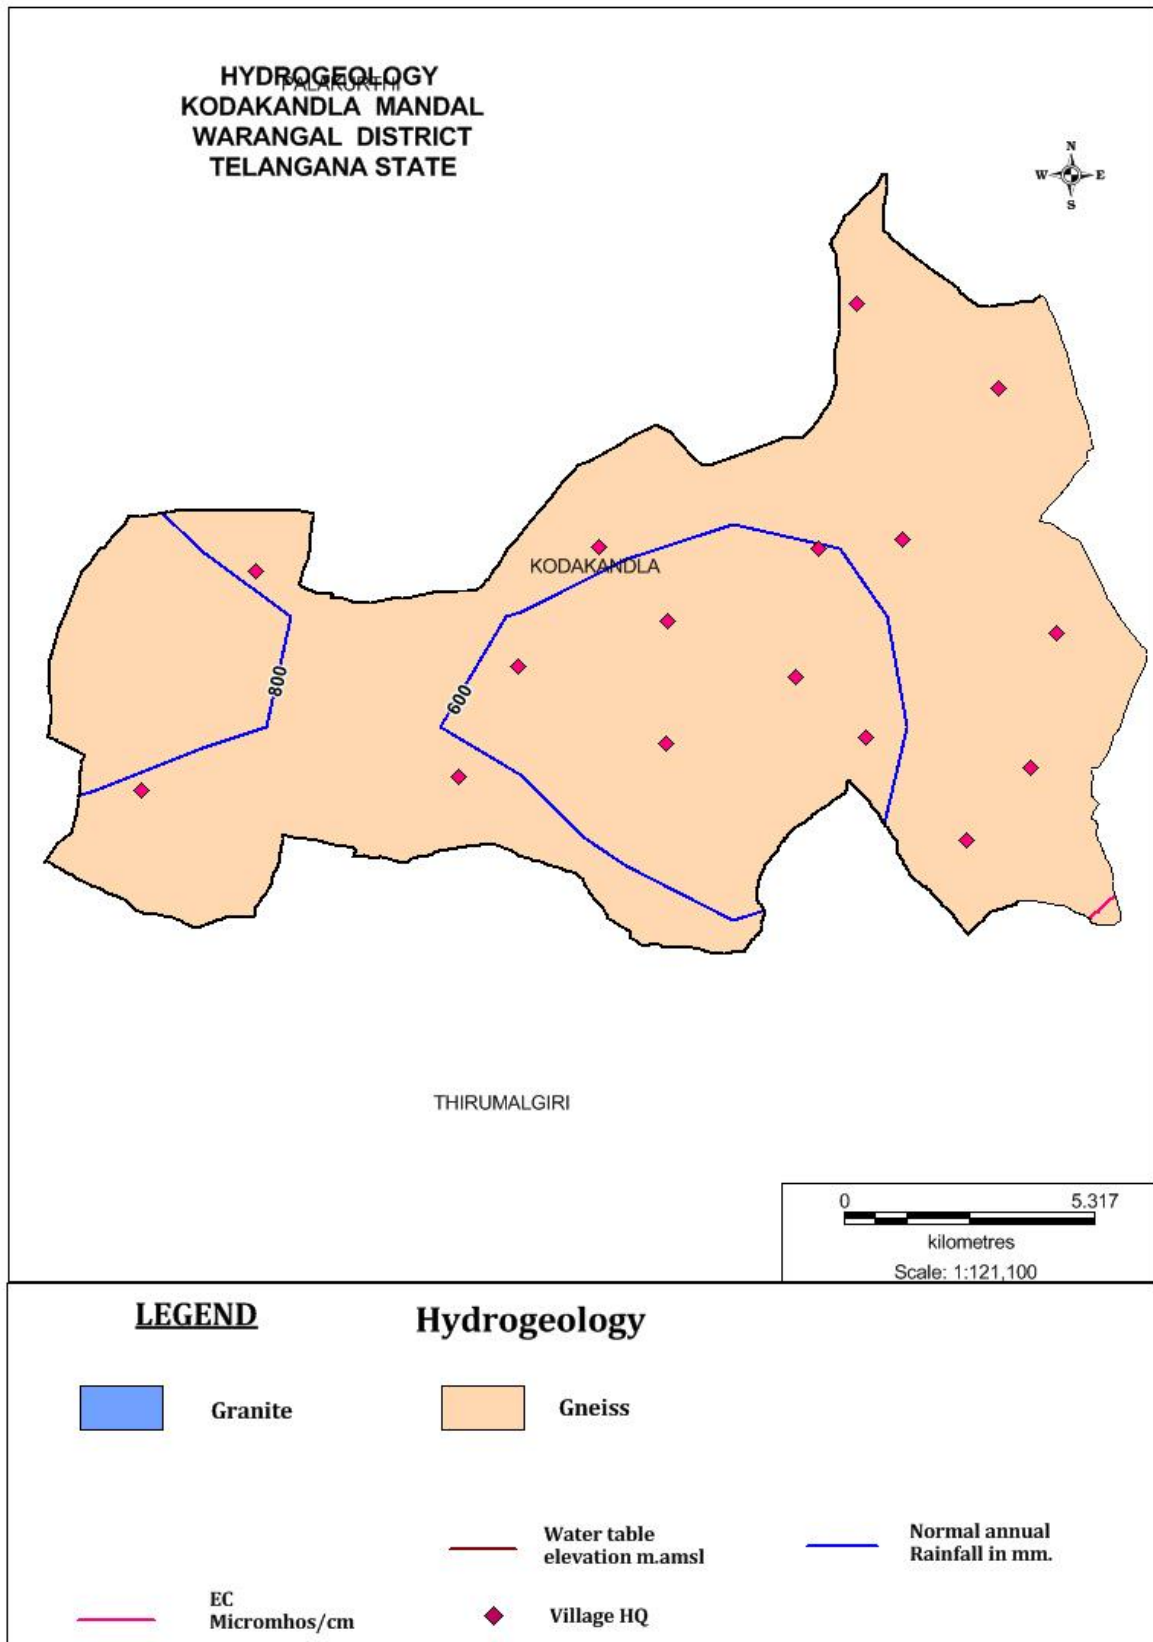 HYDROGEOLOGY
PALAKURTHI
KODAKANDLA MANDAL
WARANGAL DISTRICT
TELANGANA STATE
N
W E
S
KODAKANDLA
800
600
THIRUMALGIRI
0 5.317
kilometres
Scale: 1:121,100
LEGEND Hydrogeology
Granite Gneiss
Water table
elevation m.amsl
Normal annual
Rainfall in mm.
EC
Micromhos/cm
Village HQ